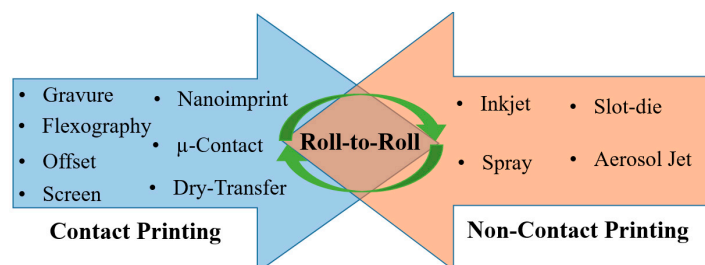 • Gravure
• Flexography
• Offset
• Screen
• Nanoimprint
• µ-Contact
• Dry-Transfer
Contact Printing
Roll-to-Roll
• Inkjet
• Spray
• Slot-die
• Aerosol Jet
Non-Contact Printing